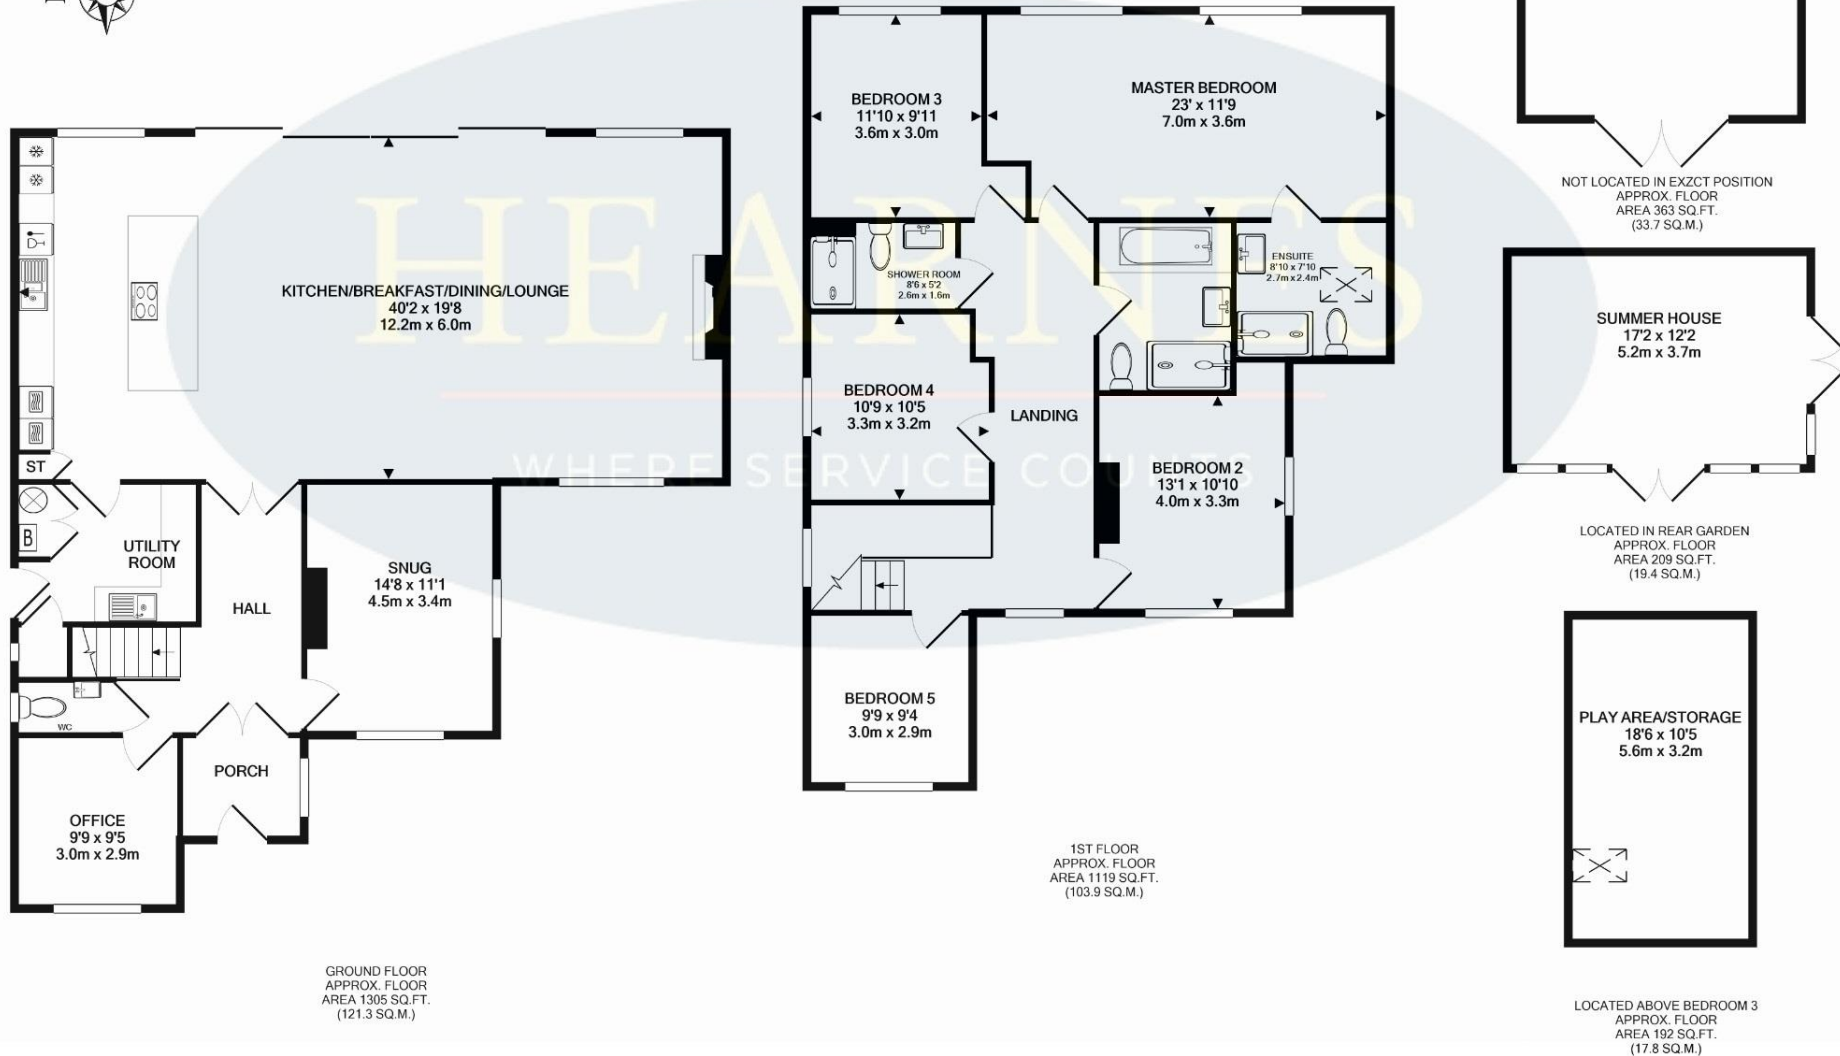 KITCHEN/BREAKFAST/DINING/LOUNGE
40'2 x 19'8
12.2m x 6.0m
ST
B
UTILITY
ROOM
HALL
SNUG
14'8 x 11'1
4.5m x 3.4m
WC
PORCH
OFFICE
9'9 x 9'5
3.0m x 2.9m
GROUND FLOOR
APPROX. FLOOR
AREA 1305 SQ.FT.
(121.3 SQ.M.)
HEARNES
WHERE SERVICE COUNTS
BEDROOM 3
11'10 x 9'11
3.6m x 3.0m
MASTER BEDROOM
23' x 11'9
7.0m x 3.6m
SHOWER ROOM
8'6 x 5'2
2.6m x 1.6m
ENSUITE
8'10 x 7'10
2.7m x 2.4m
BEDROOM 4
10'9 x 10'5
3.3m x 3.2m
LANDING
BEDROOM 2
13'1 x 10'10
4.0m x 3.3m
BEDROOM 5
9'9 x 9'4
3.0m x 2.9m
1ST FLOOR
APPROX. FLOOR
AREA 1119 SQ.FT.
(103.9 SQ.M.)
NOT LOCATED IN EXZCT POSITION
APPROX. FLOOR
AREA 363 SQ.FT.
(33.7 SQ.M.)
SUMMER HOUSE
17'2 x 12'2
5.2m x 3.7m
LOCATED IN REAR GARDEN
APPROX. FLOOR
AREA 209 SQ.FT.
(19.4 SQ.M.)
PLAY AREA/STORAGE
18'6 x 10'5
5.6m x 3.2m
LOCATED ABOVE BEDROOM 3
APPROX. FLOOR
AREA 192 SQ.FT.
(17.8 SQ.M.)